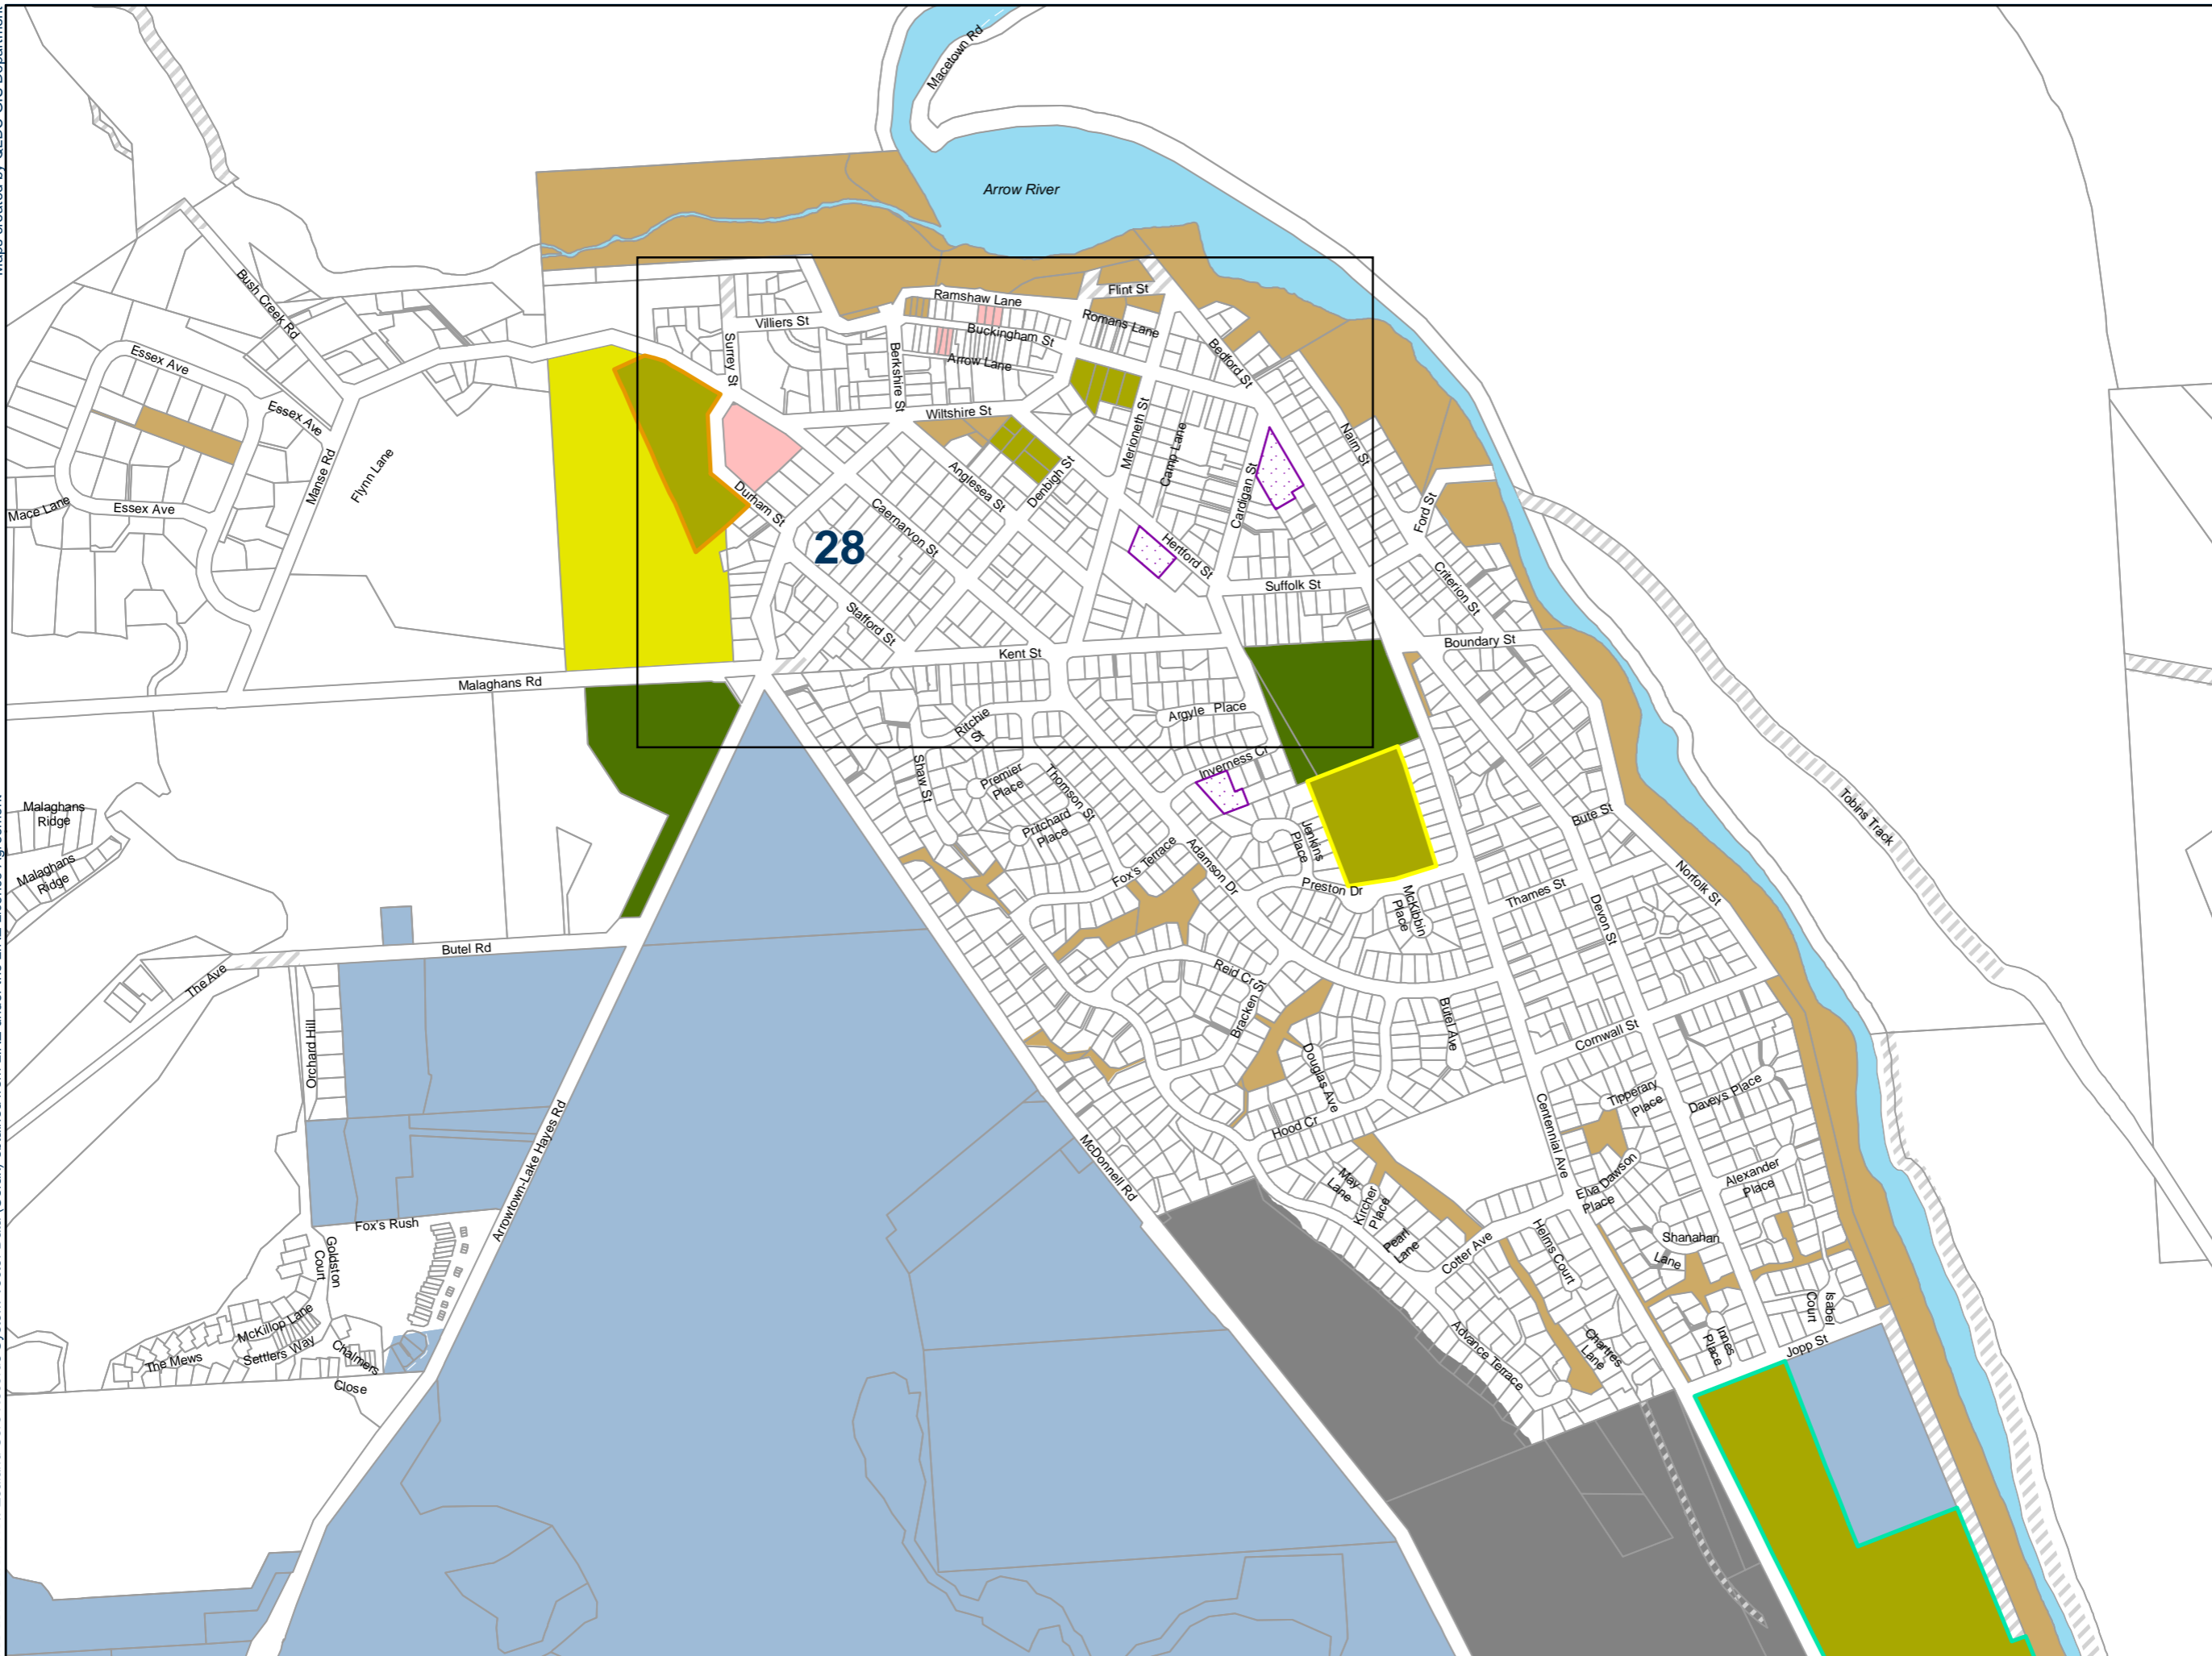 Macetown Rd
Arrow River
Bush Creek Rd
Ramshaw Lane
Flint St
Villiers St
Buckingham St
Romans Lane
Arrow Lane
Surrey St
Berkshire St
Bedford St
Essex Ave
Essex Ave
Essex Ave
Wiltshire St
Merioneth St
Camp Lane
Nairn St
Manse Rd
Flynn Lane
Mace Lane
Anglesea St
Denbigh St
Cardigan St
Durham St
Caernarvon St
28
Hertford St
Ford St
Suffolk St
Criterion St
Stafford St
Boundary St
Kent St
Malaghans Rd
Argyle Place
Ritchie
St
Inverness Cr
Shaw St
Premier
Place
Thomson St
Pritchard
Place
Malaghans
Ridge
Malaghans
Ridge
Jenkins
Place
Bute St
Tobins Track
Fox's Terrace
Adamson Dr
Preston Dr
McKibbin
Place
Thames St
Norfolk St
Devon St
Butel Rd
The Ave
Reid Cr
Bracken St
Butel Ave
Orchard Hill
Cornwall St
Douglas Ave
Tipperary
Place
Daveys Place
Centennial Ave
Hood Cr
McDonnell Rd
Arrowtown-Lake Hayes Rd
May
Lane
Kircher
Place
Elva Dawson
Place
Alexander
Place
Pearl
Lane
Cotter Ave
Helms Court
Shanahan
Lane
Fox's Rush
Goldston
Court
McKillop Lane
The Mews
Settlers Way
Chalmers
Close
Isabel
Court
Innes
Place
Jopp St
Chartres
Lane
Advance Terrace